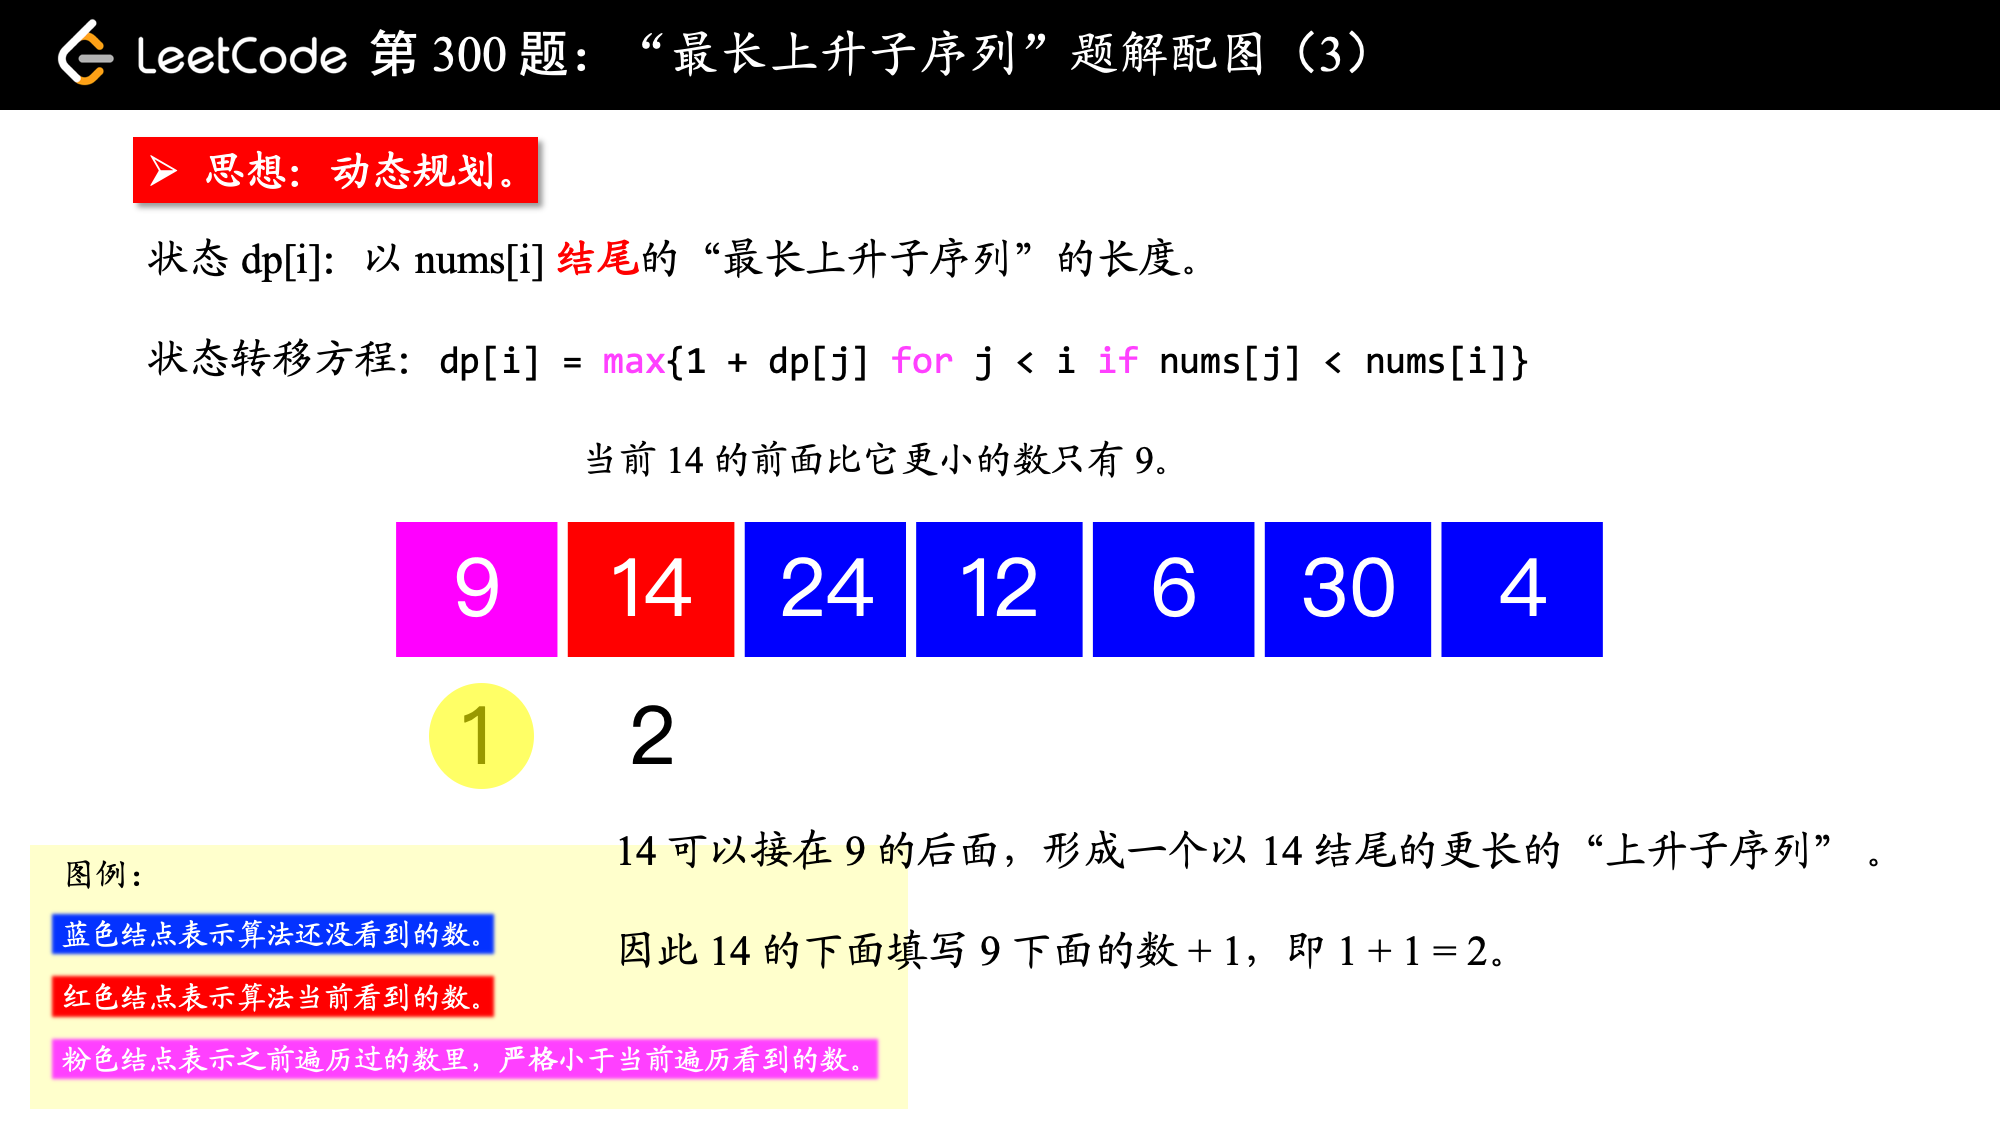 LeetCode 第 300 题：“最长上升子序列”题解配图（3）
思想：动态规划。
状态 dp[i]：以 nums[i] 结尾的“最长上升子序列”的长度。
状态转移方程：dp[i] = max{1 + dp[j] for j < i if nums[j] < nums[i]}
当前 14 的前面比它更小的数只有 9。
9 14 24 12 6 30 4
1 2
14 可以接在 9 的后面，形成一个以 14 结尾的更长的“上升子序列” 。
因此 14 的下面填写 9 下面的数 + 1，即 1 + 1 = 2。
图例：
蓝色结点表示算法还没看到的数。
红色结点表示算法当前看到的数。
粉色结点表示之前遍历过的数里，严格小于当前遍历看到的数。